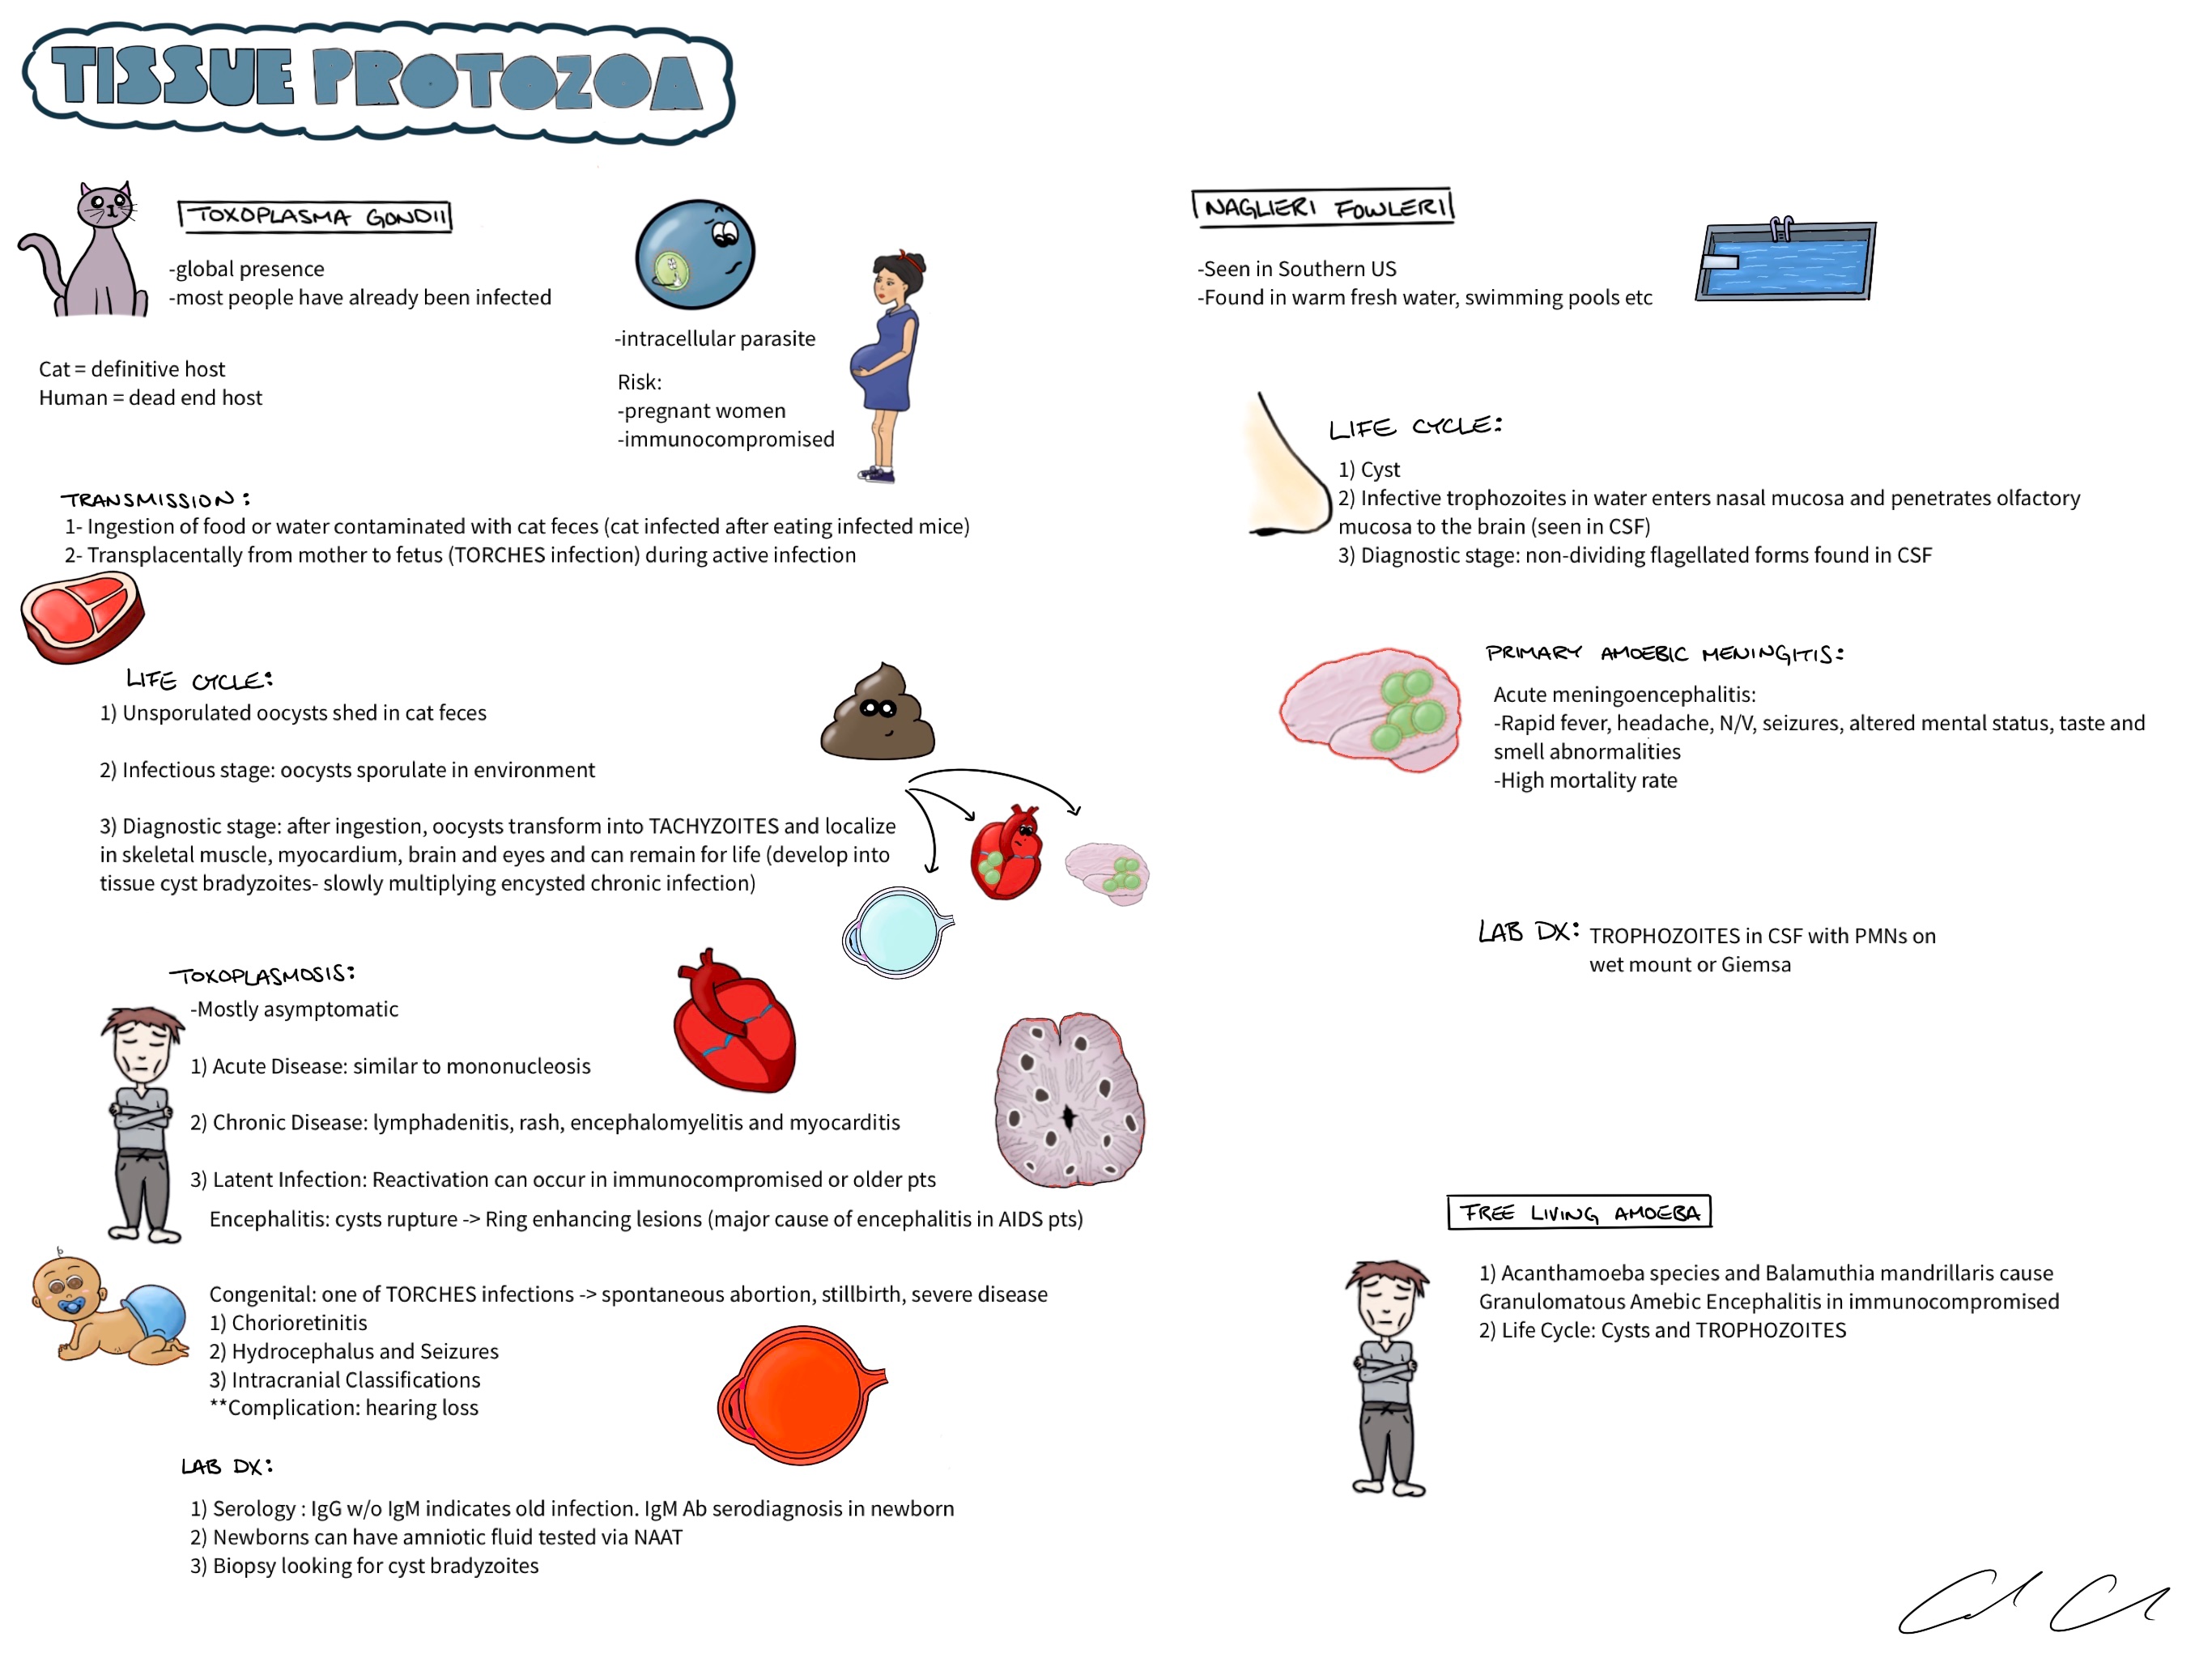 TISSUE PROTOZOA
TOXOPLASMA GONDII
-global presence
-most people have already been infected
Cat = definitive host
Human = dead end host
-intracellular parasite
Risk:
-pregnant women
-immunocompromised
TRANSMISSION:
1- Ingestion of food or water contaminated with cat feces (cat infected after eating infected mice)
2- Transplacentally from mother to fetus (TORCHES infection) during active infection
LIFE CYCLE:
1) Unsporulated oocysts shed in cat feces
2) Infectious stage: oocysts sporulate in environment
3) Diagnostic stage: after ingestion, oocysts transform into TACHYZOITES and localize
in skeletal muscle, myocardium, brain and eyes and can remain for life (develop into
tissue cyst bradyzoites- slowly multiplying encysted chronic infection)
TOXOPLASMOSIS:
-Mostly asymptomatic
1) Acute Disease: similar to mononucleosis
2) Chronic Disease: lymphadenitis, rash, encephalomyelitis and myocarditis
3) Latent Infection: Reactivation can occur in immunocompromised or older pts
Encephalitis: cysts rupture -> Ring enhancing lesions (major cause of encephalitis in AIDS pts)
Congenital: one of TORCHES infections -> spontaneous abortion, stillbirth, severe disease
1) Chorioretinitis
2) Hydrocephalus and Seizures
3) Intracranial Classifications
**Complication: hearing loss
LAB DX:
1) Serology : IgG w/o IgM indicates old infection. IgM Ab serodiagnosis in newborn
2) Newborns can have amniotic fluid tested via NAAT
3) Biopsy looking for cyst bradyzoites
NAGLIERI FOWLERI
-Seen in Southern US
-Found in warm fresh water, swimming pools etc
LIFE CYCLE:
1) Cyst
2) Infective trophozoites in water enters nasal mucosa and penetrates olfactory
mucosa to the brain (seen in CSF)
3) Diagnostic stage: non-dividing flagellated forms found in CSF
PRIMARY AMOEBIC MENINGITIS:
Acute meningoencephalitis:
-Rapid fever, headache, N/V, seizures, altered mental status, taste and
smell abnormalities
-High mortality rate
LAB DX: TROPHOZOITES in CSF with PMNs on
wet mount or Giemsa
FREE LIVING AMOEBA
1) Acanthamoeba species and Balamuthia mandrillaris cause
Granulomatous Amebic Encephalitis in immunocompromised
2) Life Cycle: Cysts and TROPHOZOITES